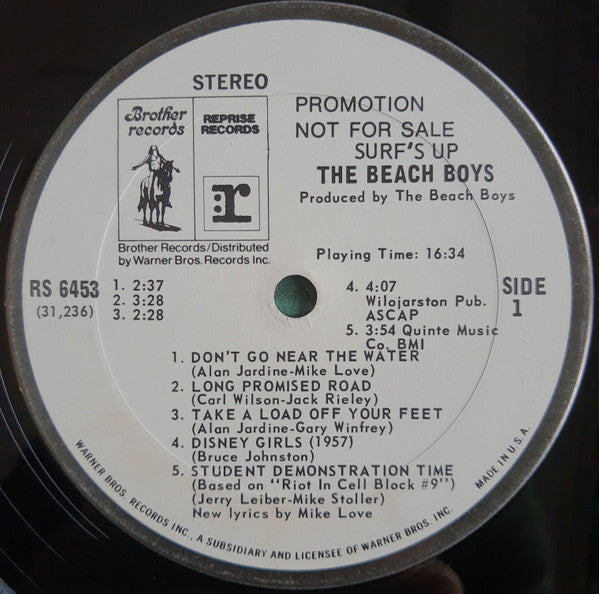 STEREO
Brother
records
REPRISE
RECORDS
:r
Brother Records/Distributed
by Warner Bros. Records Inc.
PROMOTION
NOT FOR SALE
SURF'S UP
THE BEACH BOYS
Produced by The Beach Boys
Playing Time: 16:34
RS 6453
(31,236)
1. 2:37
2. 3:28
3. 2:28
4. 4:07
Wilojarston Pub.
ASCAP
5. 3:54 Quinte Music
Co. BMI
SIDE
1
1. DON'T GO NEAR THE WATER
(Alan Jardine-Mike Love)
2. LONG PROMISED ROAD
(Carl Wilson-Jack Rieley)
3. TAKE A LOAD OFF YOUR FEET
(Alan Jardine-Gary Winfrey)
4. DISNEY GIRLS (1957)
(Bruce Johnston)
5. STUDENT DEMONSTRATION TIME
(Based on "Riot In Cell Block #9")
(Jerry Leiber-Mike Stoller)
New lyrics by Mike Love
WARNER BROS. RECORDS INC., A SUBSIDIARY AND LICENSEE OF WARNER BROS. INC.
MADE IN U.S.A.